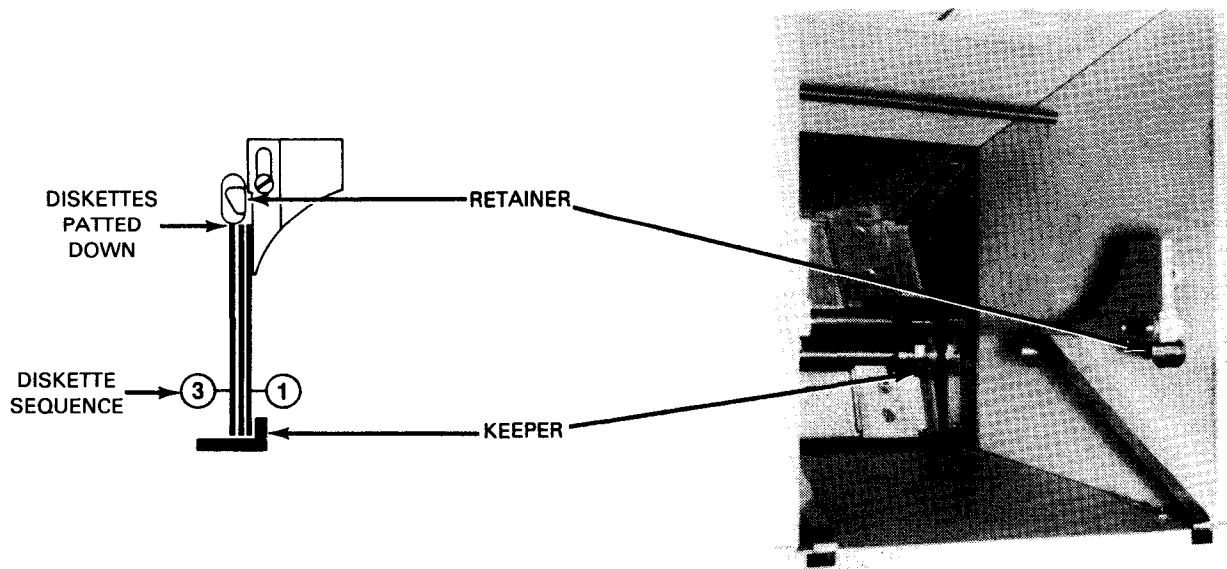 DISKETTES
PATTED
DOWN
RETAINER
DISKETTE
SEQUENCE
3
1
KEEPER